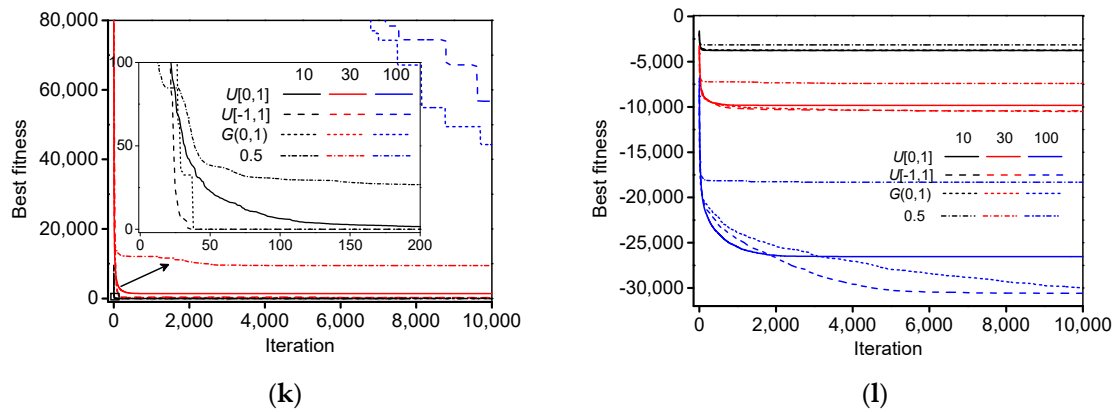 80,000
60,000
40,000
20,000
0
Best fitness
100
50
0
0 50 100 150 200
10 30 100
U[0,1]
U[-1,1]
G(0,1)
0.5
0 2,000 4,000 6,000 8,000 10,000
Iteration
(k)
0
-5,000
-10,000
-15,000
-20,000
-25,000
-30,000
Best fitness
10 30 100
U[0,1]
U[-1,1]
G(0,1)
0.5
0 2,000 4,000 6,000 8,000 10,000
Iteration
(l)